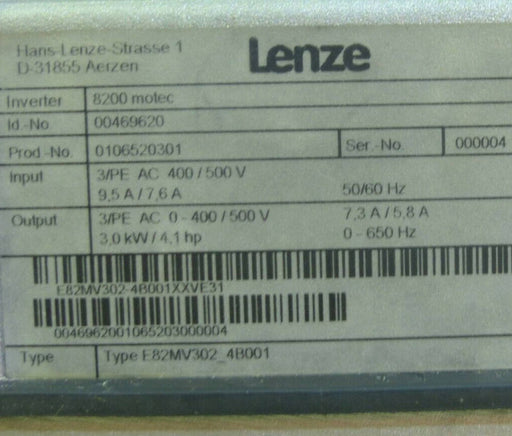 Hans-Lenze-Strasse 1
D-31855 Aerzen
Lenze
Inverter 8200 motec
Id.-No. 00469620
Prod.-No. 0106520301 Ser.-No. 000004
Input 3/PE AC 400/500 V
9,5 A / 7,6 A 50/60 Hz
Output 3/PE AC 0-400/500 V 7,3 A / 5,8 A
3,0 kW / 4,1 hp 0-650 Hz
E82MV302-4B001XXVE31
0046962001065203000004
Type Type E82MV302_4B001